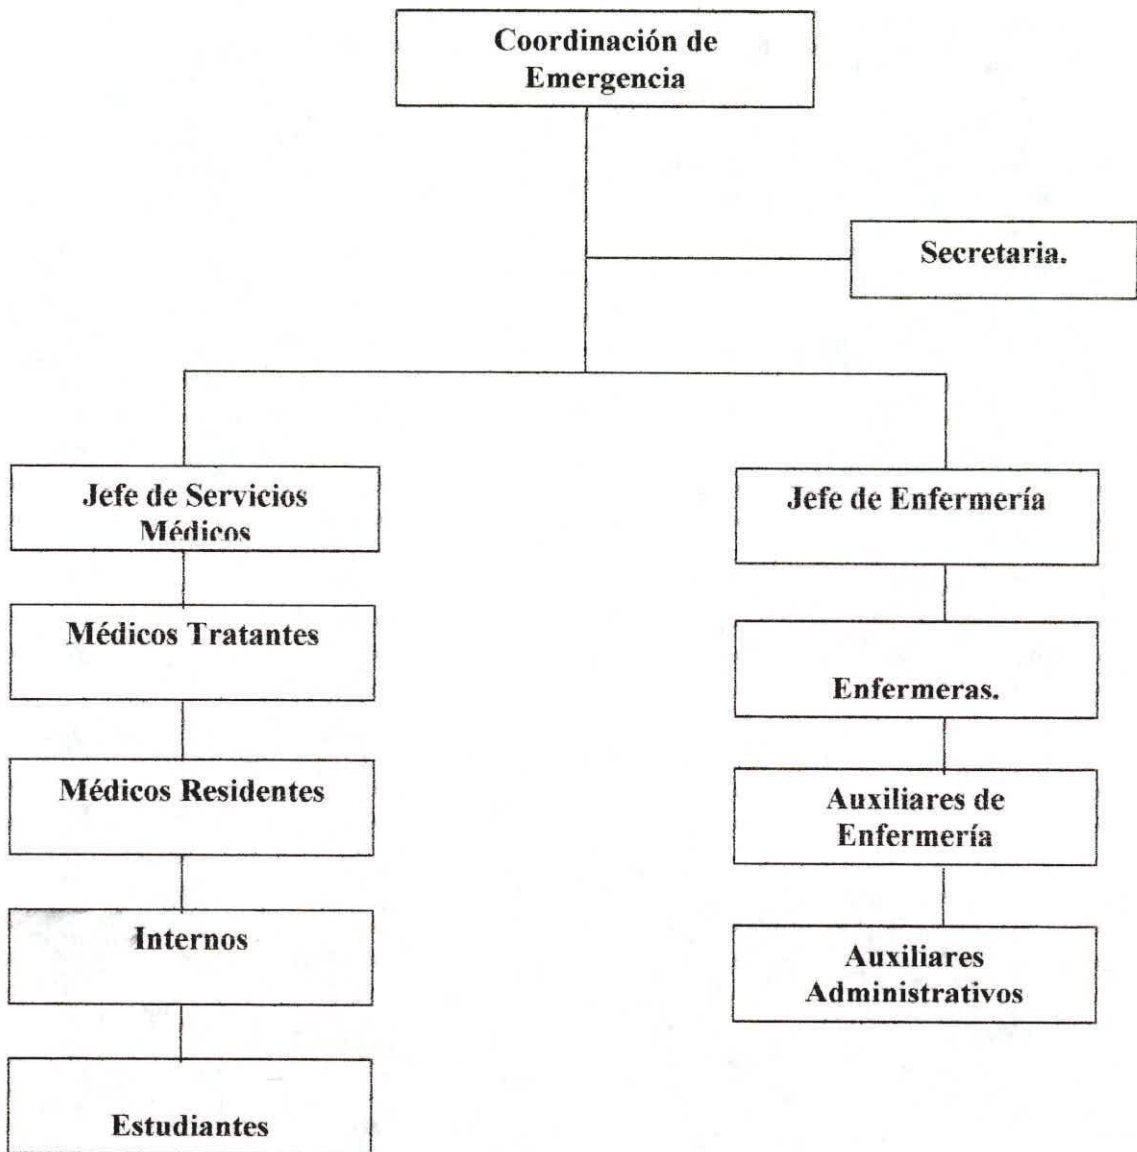 Coordinación de
Emergencia
Secretaria.
Jefe de Servicios
Médicos
Jefe de Enfermería
Médicos Tratantes
Enfermeras.
Médicos Residentes
Auxiliares de
Enfermería
Internos
Auxiliares
Administrativos
Estudiantes